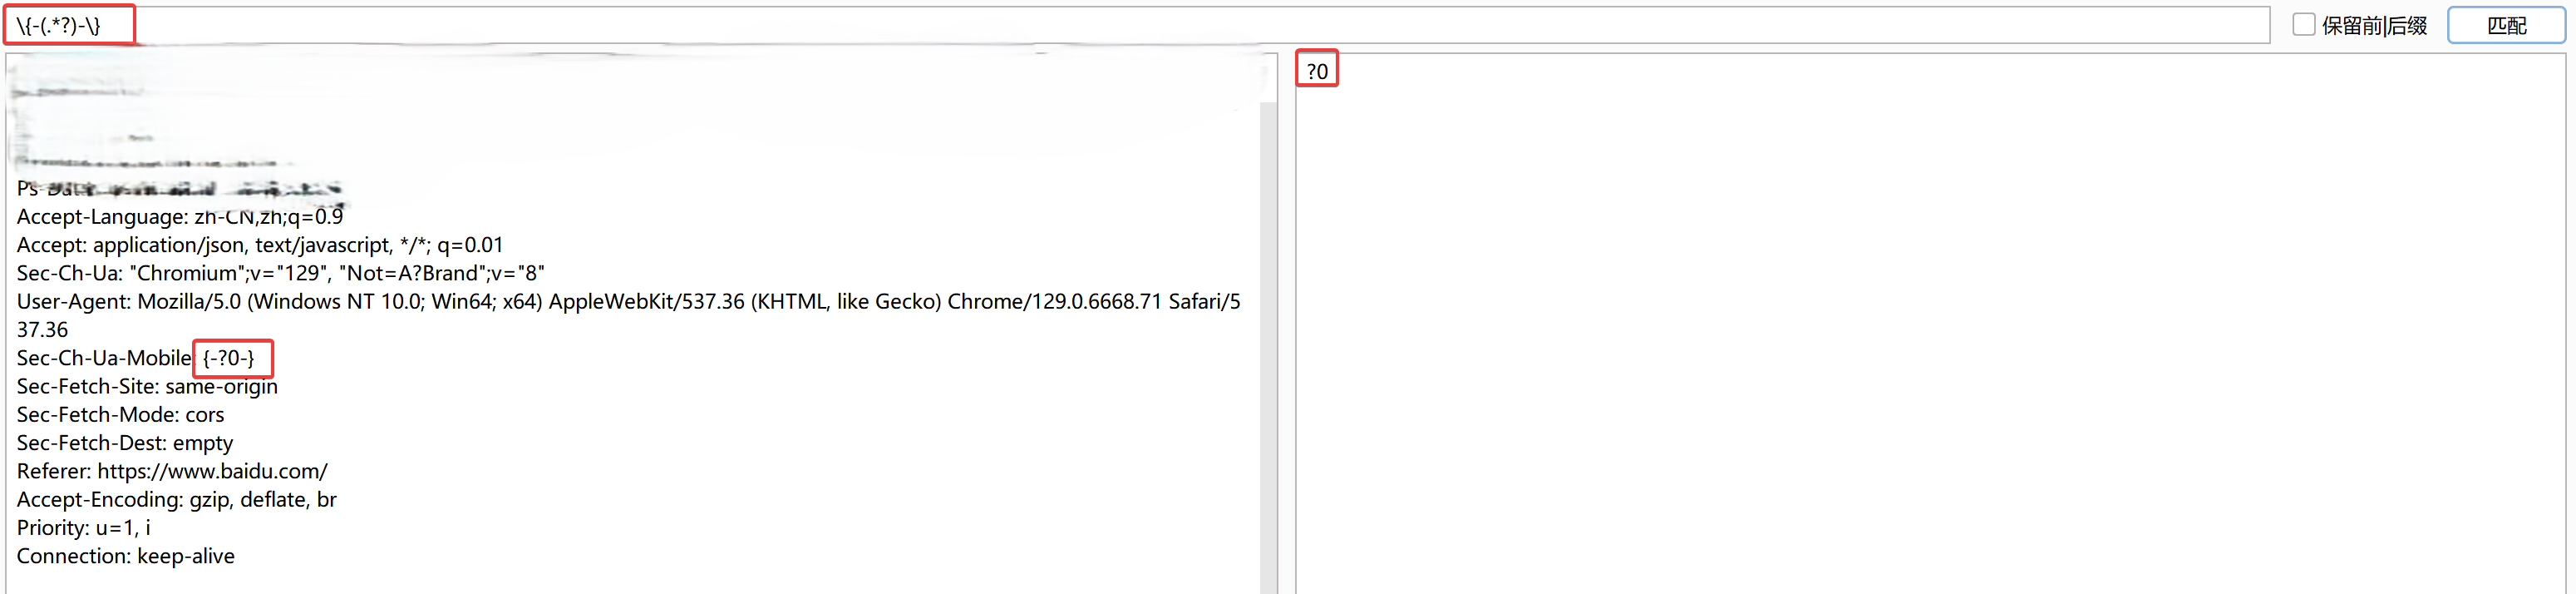 \{-(.*?)-\}
保留前|后缀
匹配
?0
Accept-Language: zh-CN,zh;q=0.9
Accept: application/json, text/javascript, */*; q=0.01
Sec-Ch-Ua: "Chromium";v="129", "Not=A?Brand";v="8"
User-Agent: Mozilla/5.0 (Windows NT 10.0; Win64; x64) AppleWebKit/537.36 (KHTML, like Gecko) Chrome/129.0.6668.71 Safari/5
37.36
Sec-Ch-Ua-Mobile: {-?0-}
Sec-Fetch-Site: same-origin
Sec-Fetch-Mode: cors
Sec-Fetch-Dest: empty
Referer: https://www.baidu.com/
Accept-Encoding: gzip, deflate, br
Priority: u=1, i
Connection: keep-alive